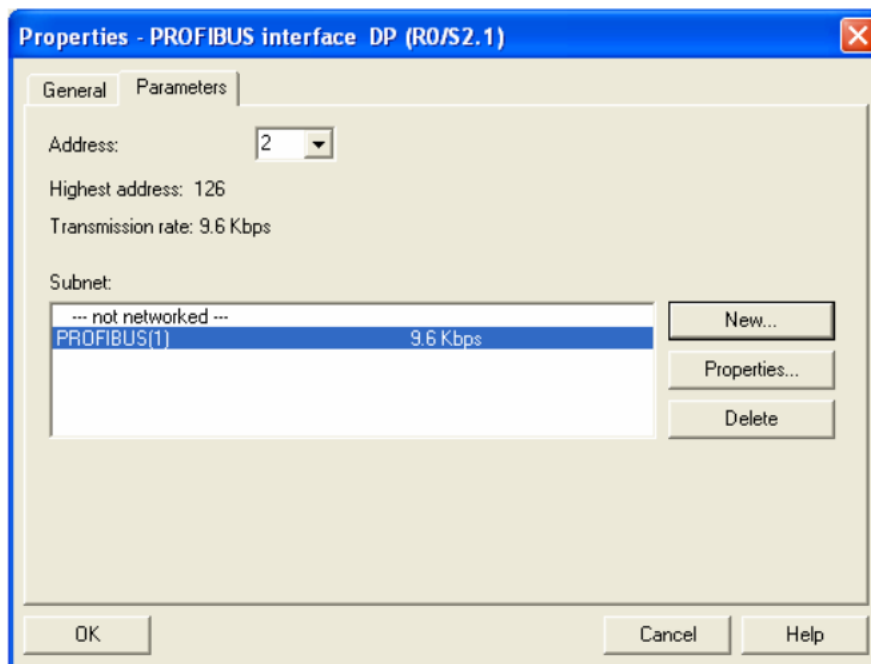 Properties - PROFIBUS interface DP (R0/S2.1)
General Parameters
Address: 2
Highest address: 126
Transmission rate: 9.6 Kbps
Subnet:
--- not networked ---
PROFIBUS(1) 9.6 Kbps
New...
Properties...
Delete
OK Cancel Help